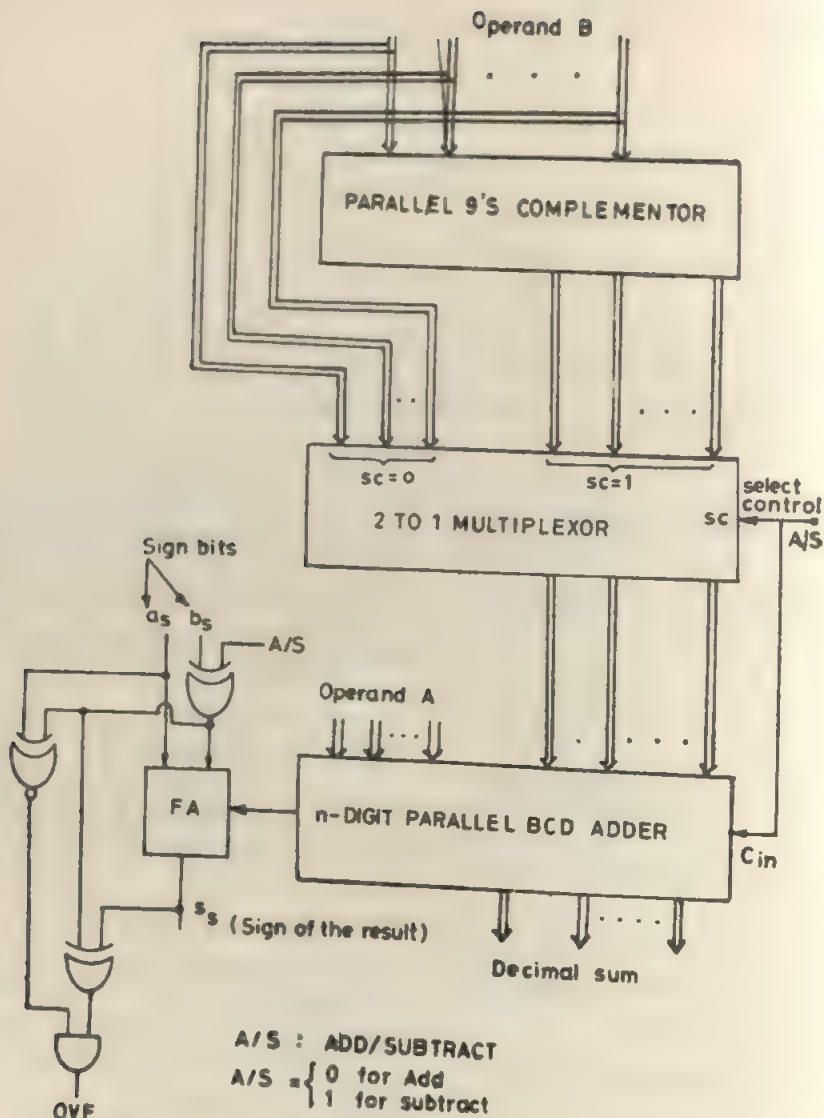 Operand B
PARALLEL 9'S COMPLEMENTOR
sc=0
sc=1
2 TO 1 MULTIPLEXOR
sc
select
control
A/S
Sign bits
as bs
A/S
Operand A
FA
n-DIGIT PARALLEL BCD ADDER
Cin
ss (Sign of the result)
Decimal sum
A/S : ADD/SUBTRACT
A/S = { 0 for Add
1 for subtract
OVF